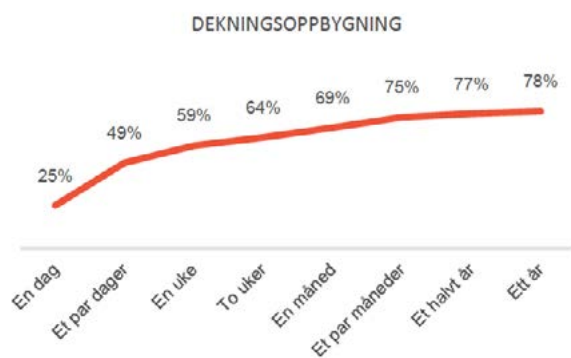 DEKNINGSOPPBYGNING
25%
49%
59%
64%
69%
75%
77%
78%
En dag
Et par dager
En uke
To uker
En måned
Et par måneder
Et halvt år
Ett år